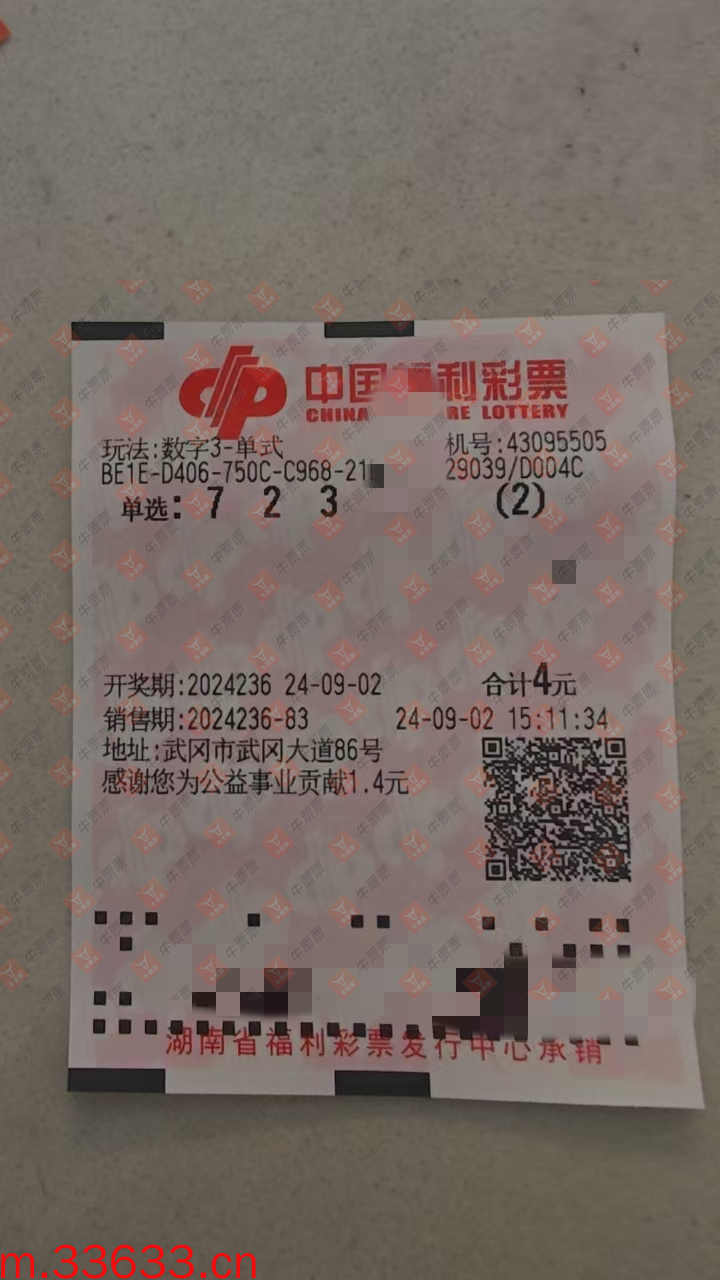 中国 利彩票
CHINA RE LOTTERY
玩法:数字3-单式 机号:43095505
BE1E-D406-750C-C968-21 29039/D004C
单选: 7 2 3 (2)
开奖期:2024236 24-09-02 合计4元
销售期:2024236-83 24-09-02 15:11:34
地址:武冈市武冈大道86号
感谢您为公益事业贡献1.4元
湖南省福利彩票发行中心承销
m.33633.cn